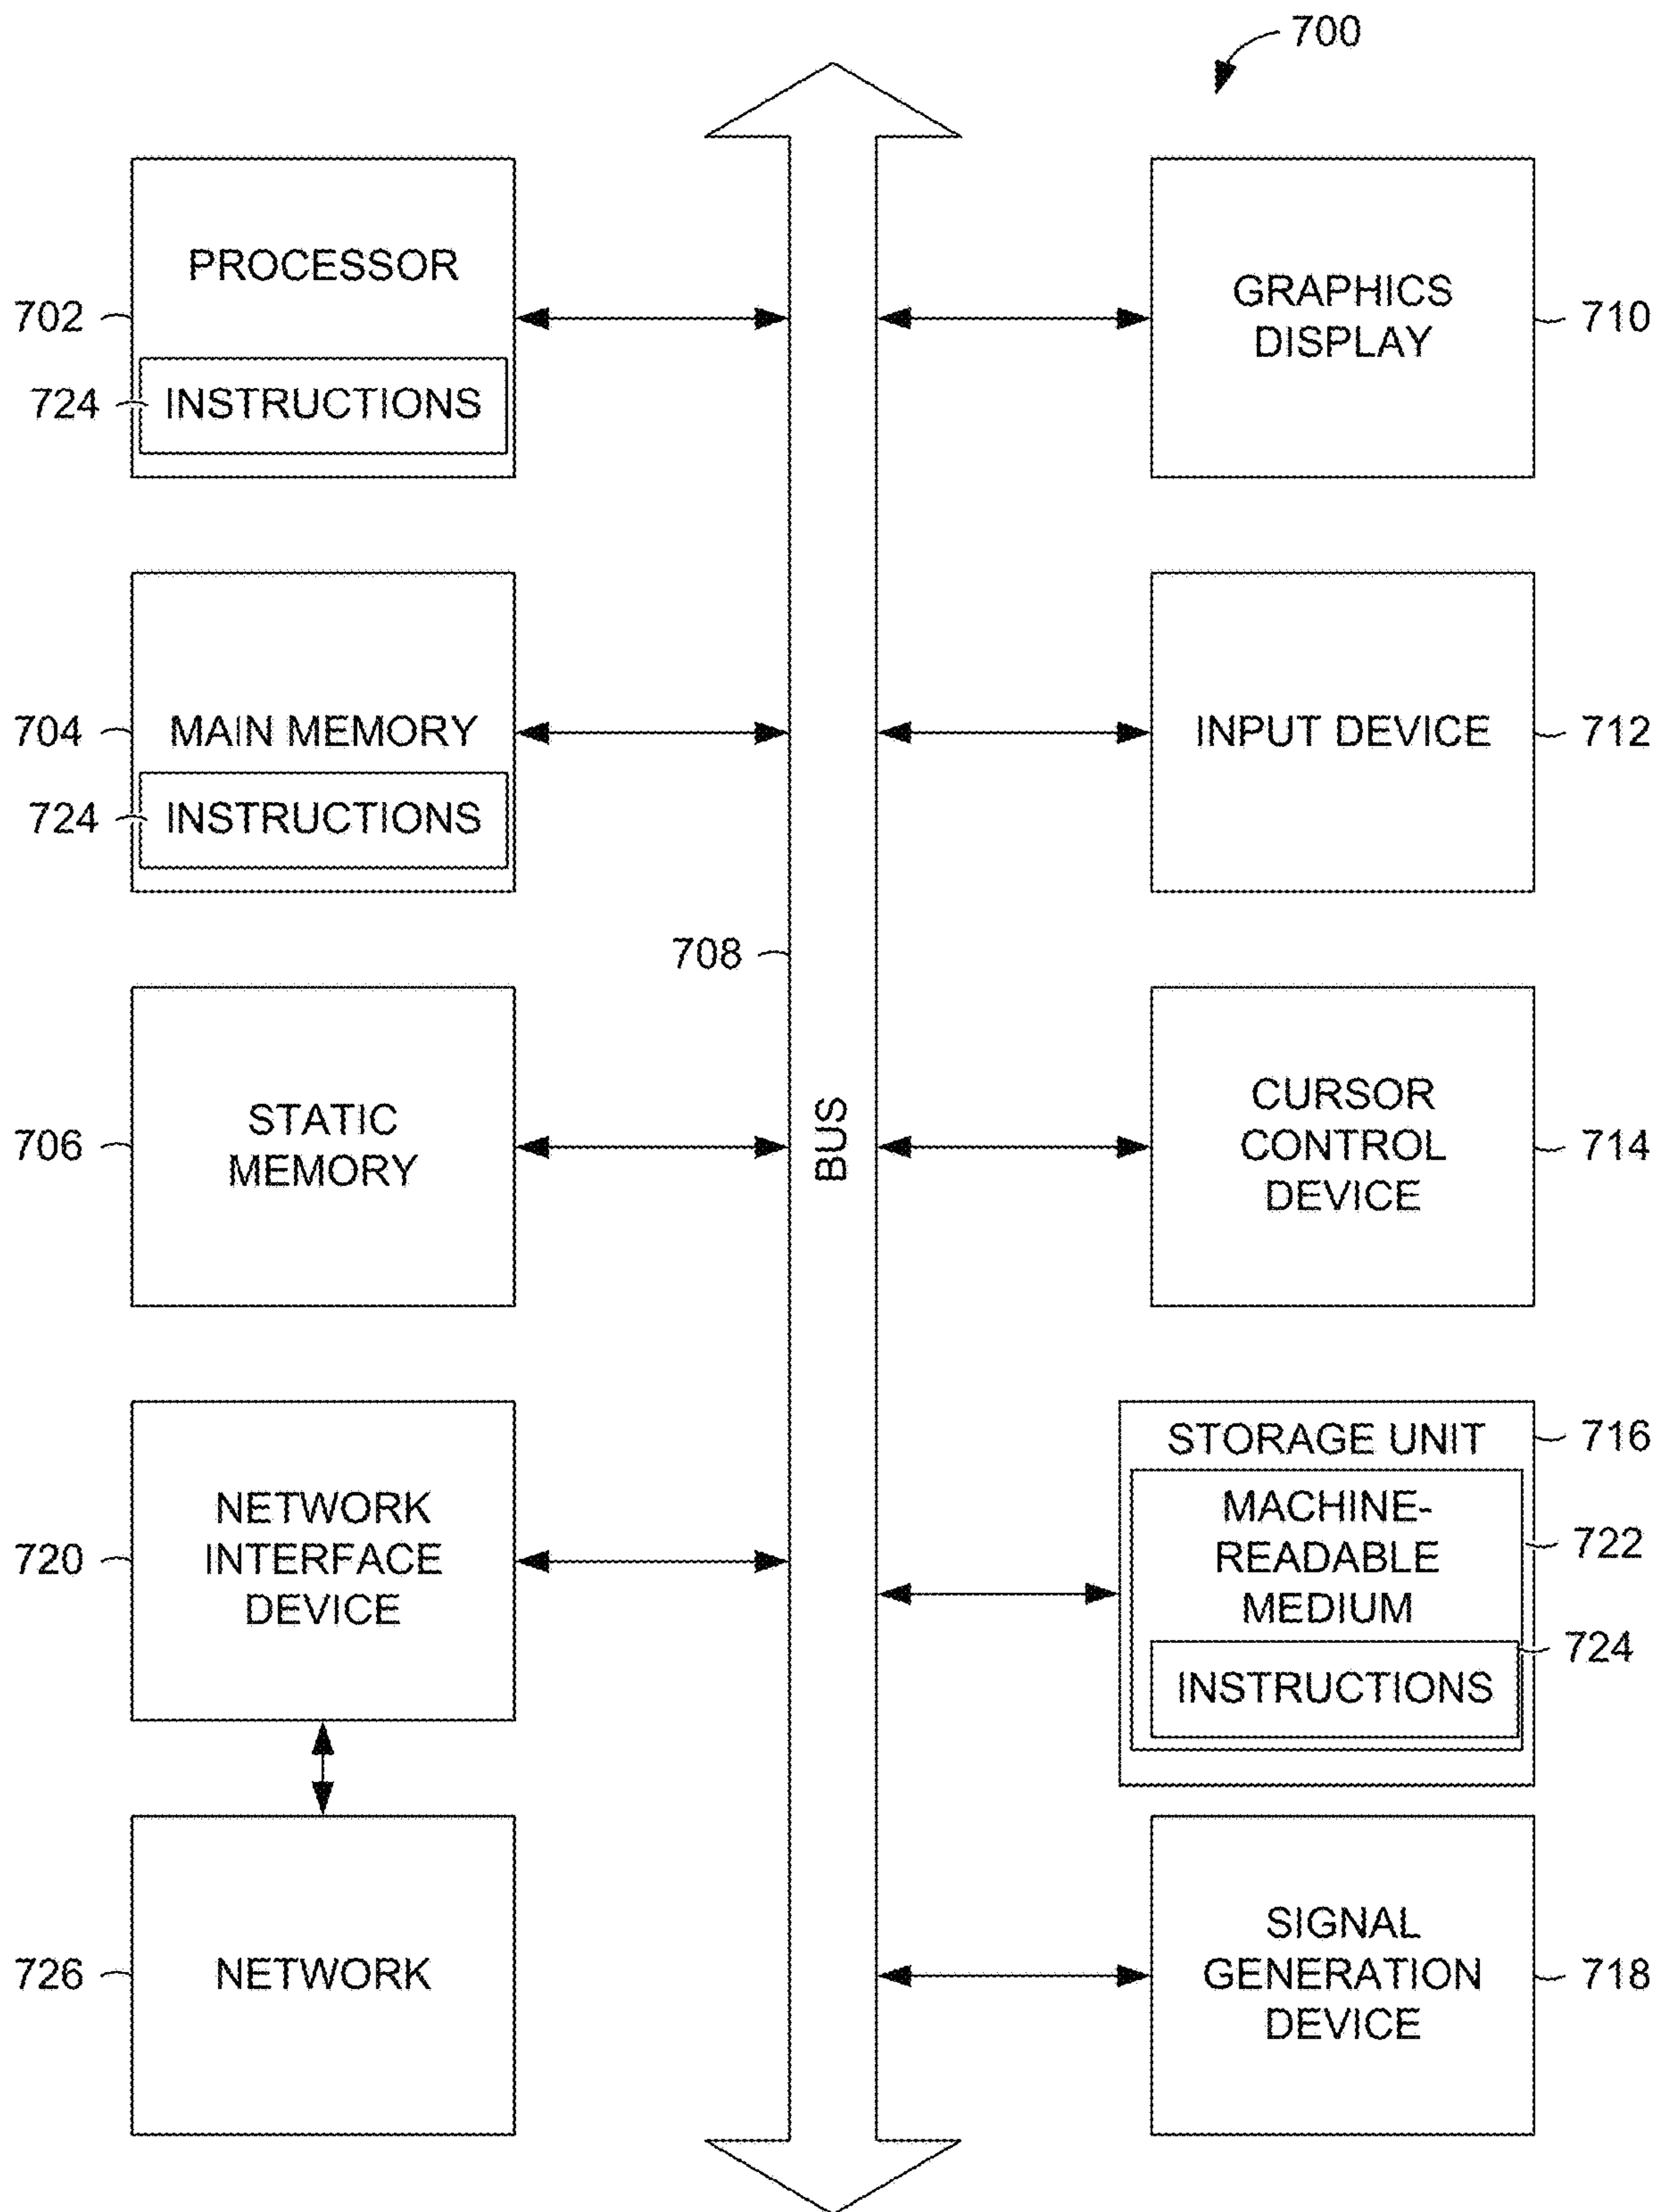 700
PROCESSOR
702
724
INSTRUCTIONS
GRAPHICS
DISPLAY
710
704
MAIN MEMORY
724
INSTRUCTIONS
INPUT DEVICE
712
708
BUS
706
STATIC
MEMORY
CURSOR
CONTROL
DEVICE
714
720
NETWORK
INTERFACE
DEVICE
STORAGE UNIT
716
MACHINE-
READABLE
MEDIUM
722
724
INSTRUCTIONS
726
NETWORK
SIGNAL
GENERATION
DEVICE
718